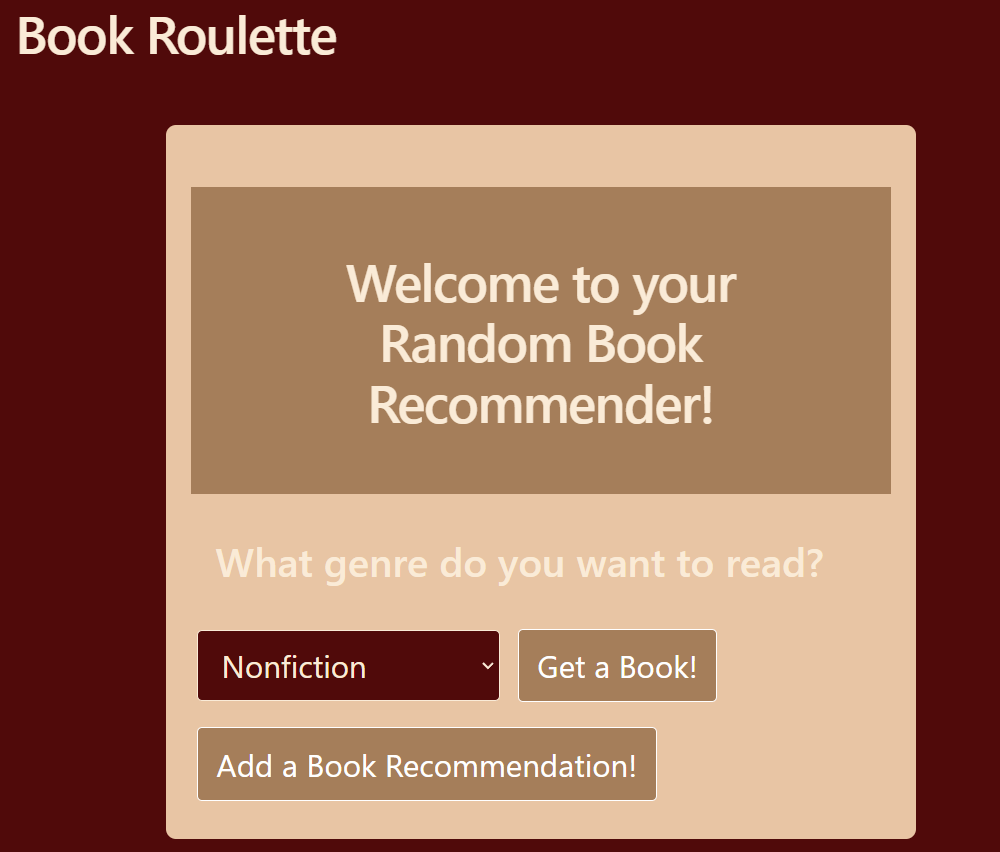 Book Roulette
Welcome to your
Random Book
Recommender!
What genre do you want to read?
Nonfiction
Get a Book!
Add a Book Recommendation!